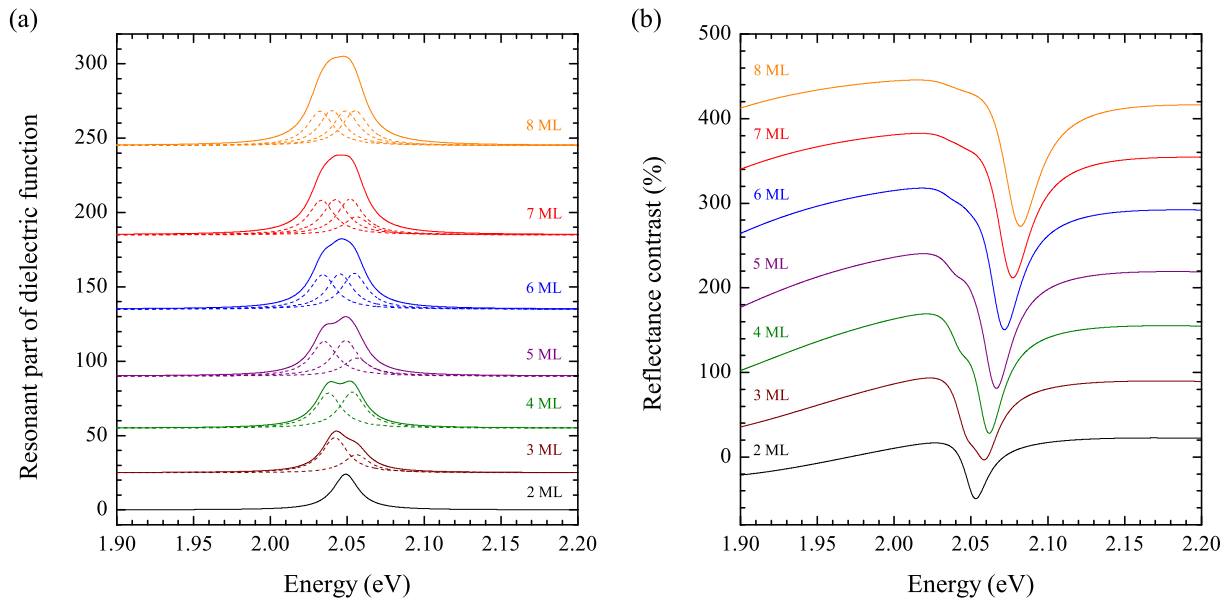 (a)
Resonant part of dielectric function
300
250
200
150
100
50
0
8 ML
7 ML
6 ML
5 ML
4 ML
3 ML
2 ML
1.90
1.95
2.00
2.05
2.10
2.15
2.20
Energy (eV)
(b)
Reflectance contrast (%)
500
400
300
200
100
0
8 ML
7 ML
6 ML
5 ML
4 ML
3 ML
2 ML
1.90
1.95
2.00
2.05
2.10
2.15
2.20
Energy (eV)